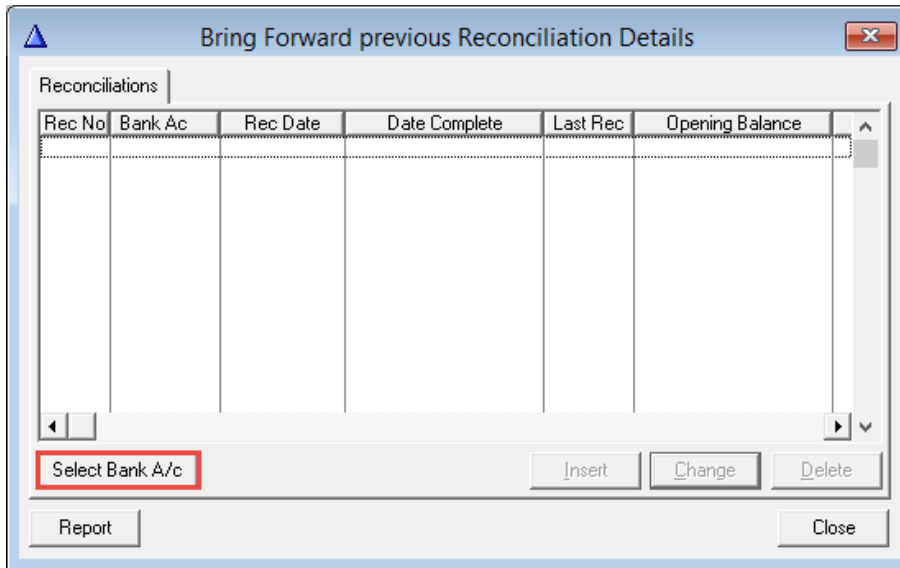 Bring Forward previous Reconciliation Details
Reconciliations
Rec No Bank Ac Rec Date Date Complete Last Rec Opening Balance
Select Bank A/c Insert Change Delete
Report Close